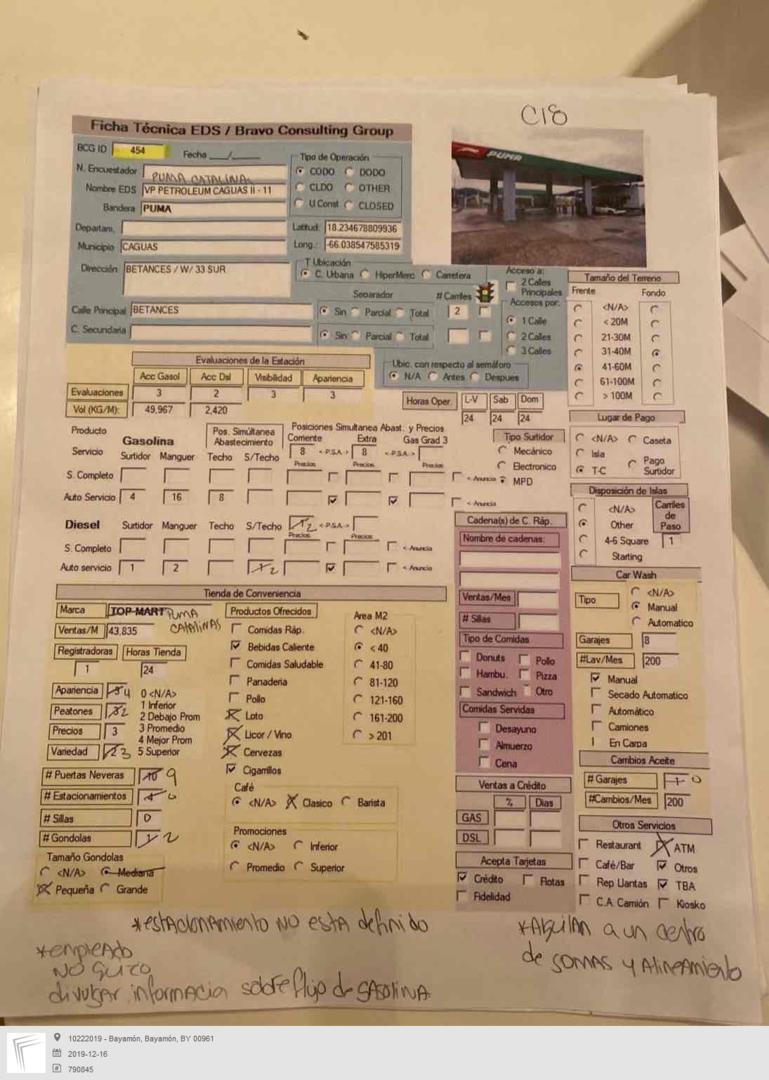 C18
Ficha Técnica EDS / Bravo Consulting Group
BCG ID 454 Fecha __/__
N. Encuestador PUMA CATALINA
Nombre EDS VP PETROLEUM CAGUAS II - 11
Bandera PUMA
Tipo de Operación
CODO DODO
CLDO OTHER
U Const CLOSED
PUMA
Departam.
Municipio CAGUAS
Latitud: 18.234678809936
Long.: -66.038547585319
Dirección BETANCES / W/ 33 SUR
T Ubicación
C. Urbana HiperMerc Carretera
Separador # Carriles
Calle Principal BETANCES Sin Parcial Total 2
C. Secundaria Sin Parcial Total
Acceso a:
2 Calles Principales
Accesos por:
1 Calle
2 Calles
3 Calles
Tamaño del Terreno
Frente Fondo
<N/A>
< 20M
21-30M
31-40M
41-60M
61-100M
> 100M
Evaluaciones de la Estación
Acc Gasol Acc Dsl Visibilidad Apariencia
Evaluaciones 3 2 3 3
Vol (KG/M): 49,967 2,420
Ubic. con respecto al semáforo
N/A Antes Despues
Horas Oper. L-V Sab Dom
24 24 24
Lugar de Pago
<N/A> Caseta
Isla Pago Surtidor
T-C
Producto Gasolina Pos. Simultánea Abastecimiento Posiciones Simultanea Abast. y Precios
Corriente Extra Gas Grad 3
Servicio Surtidor Manguer Techo S/Techo 8 <-P.S.A.-> 8 <-P.S.A.->
Precios Precios Precios
S. Completo <- Anuncia
Auto Servicio 4 16 8 <- Anuncia
Tipo Surtidor
Mecánico
Electronico
MPD
Disposición de Islas
<N/A>
Other
4-6 Square
Starting
Carriles de Paso
1
Diesel Surtidor Manguer Techo S/Techo 2 <-P.S.A.->
Precios Precios
S. Completo <- Anuncia
Auto servicio 1 2 2 <- Anuncia
Cadena(s) de C. Ráp.
Nombre de cadenas:
Ventas/Mes
# Sillas
Tipo de Comidas
Donuts Pollo
Hambu. Pizza
Sandwich Otro
Comidas Servidas
Desayuno
Almuerzo
Cena
Ventas a Crédito
% Dias
GAS
DSL
Acepta Tarjetas
Crédito Flotas
Fidelidad
Car Wash
Tipo <N/A>
Manual
Automatico
Garajes 8
#Lav/Mes 200
Manual
Secado Automatico
Automático
Camiones
En Carpa
Cambios Aceite
# Garajes 0
#Cambios/Mes 200
Otros Servicios
Restaurant ATM
Café/Bar Otros
Rep Llantas TBA
C.A. Camión Kiosko
Tienda de Conveniencia
Marca TOP-MART PUMA CATALINAS
Ventas/M 43,835
Registradoras Horas Tienda
1 24
Apariencia 3 4
Peatones 3 2
Precios 3
Variedad 2 3
0 <N/A>
1 Inferior
2 Debajo Prom
3 Promedio
4 Mejor Prom
5 Superior
# Puertas Neveras 10 9
# Estacionamientos 0
# Sillas 0
# Gondolas 2
Tamaño Gondolas
<N/A> Mediana
Pequeña Grande
Productos Ofrecidos
Comidas Ráp.
Bebidas Caliente
Comidas Saludable
Panaderia
Pollo
Loto
Licor / Vino
Cervezas
Cigarrillos
Area M2
<N/A>
< 40
41-80
81-120
121-160
161-200
> 201
Café
<N/A> Clasico Barista
Promociones
<N/A> Inferior
Promedio Superior
*estacionamiento NO esta definido
*empleado
NO quizo
divulgar informacia sobre flujo de GASOLINA
*Alquilan a un centro
de gomas y Alineamiento
10222019 - Bayamón, Bayamón, BY 00961
2019-12-16
# 790845